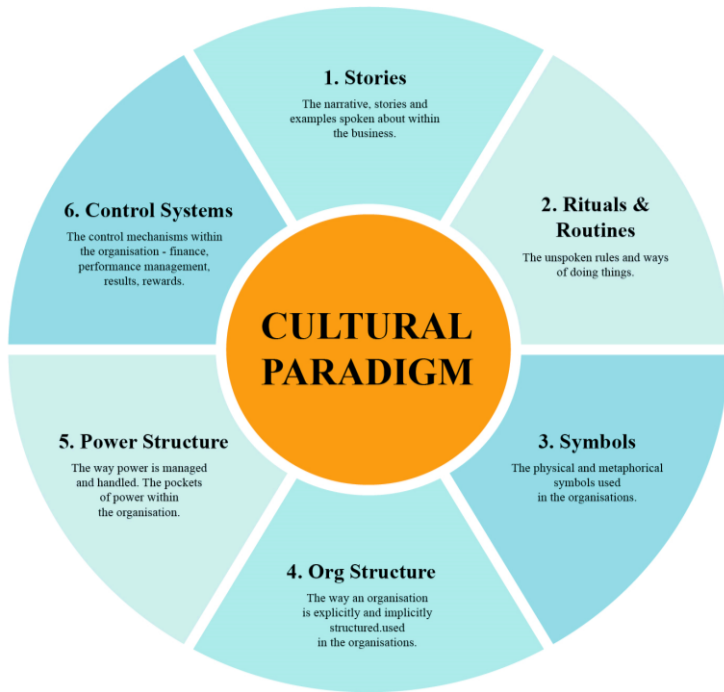 1. Stories
The narrative, stories and
examples spoken about within
the business.
2. Rituals &
Routines
The unspoken rules and ways
of doing things.
3. Symbols
The physical and metaphorical
symbols used
in the organisations.
4. Org Structure
The way an organisation
is explicitly and implicitly
structured.used
in the organisations.
5. Power Structure
The way power is managed
and handled. The pockets
of power within
the organisation.
6. Control Systems
The control mechanisms within
the organisation - finance,
performance management,
results, rewards.
CULTURAL
PARADIGM